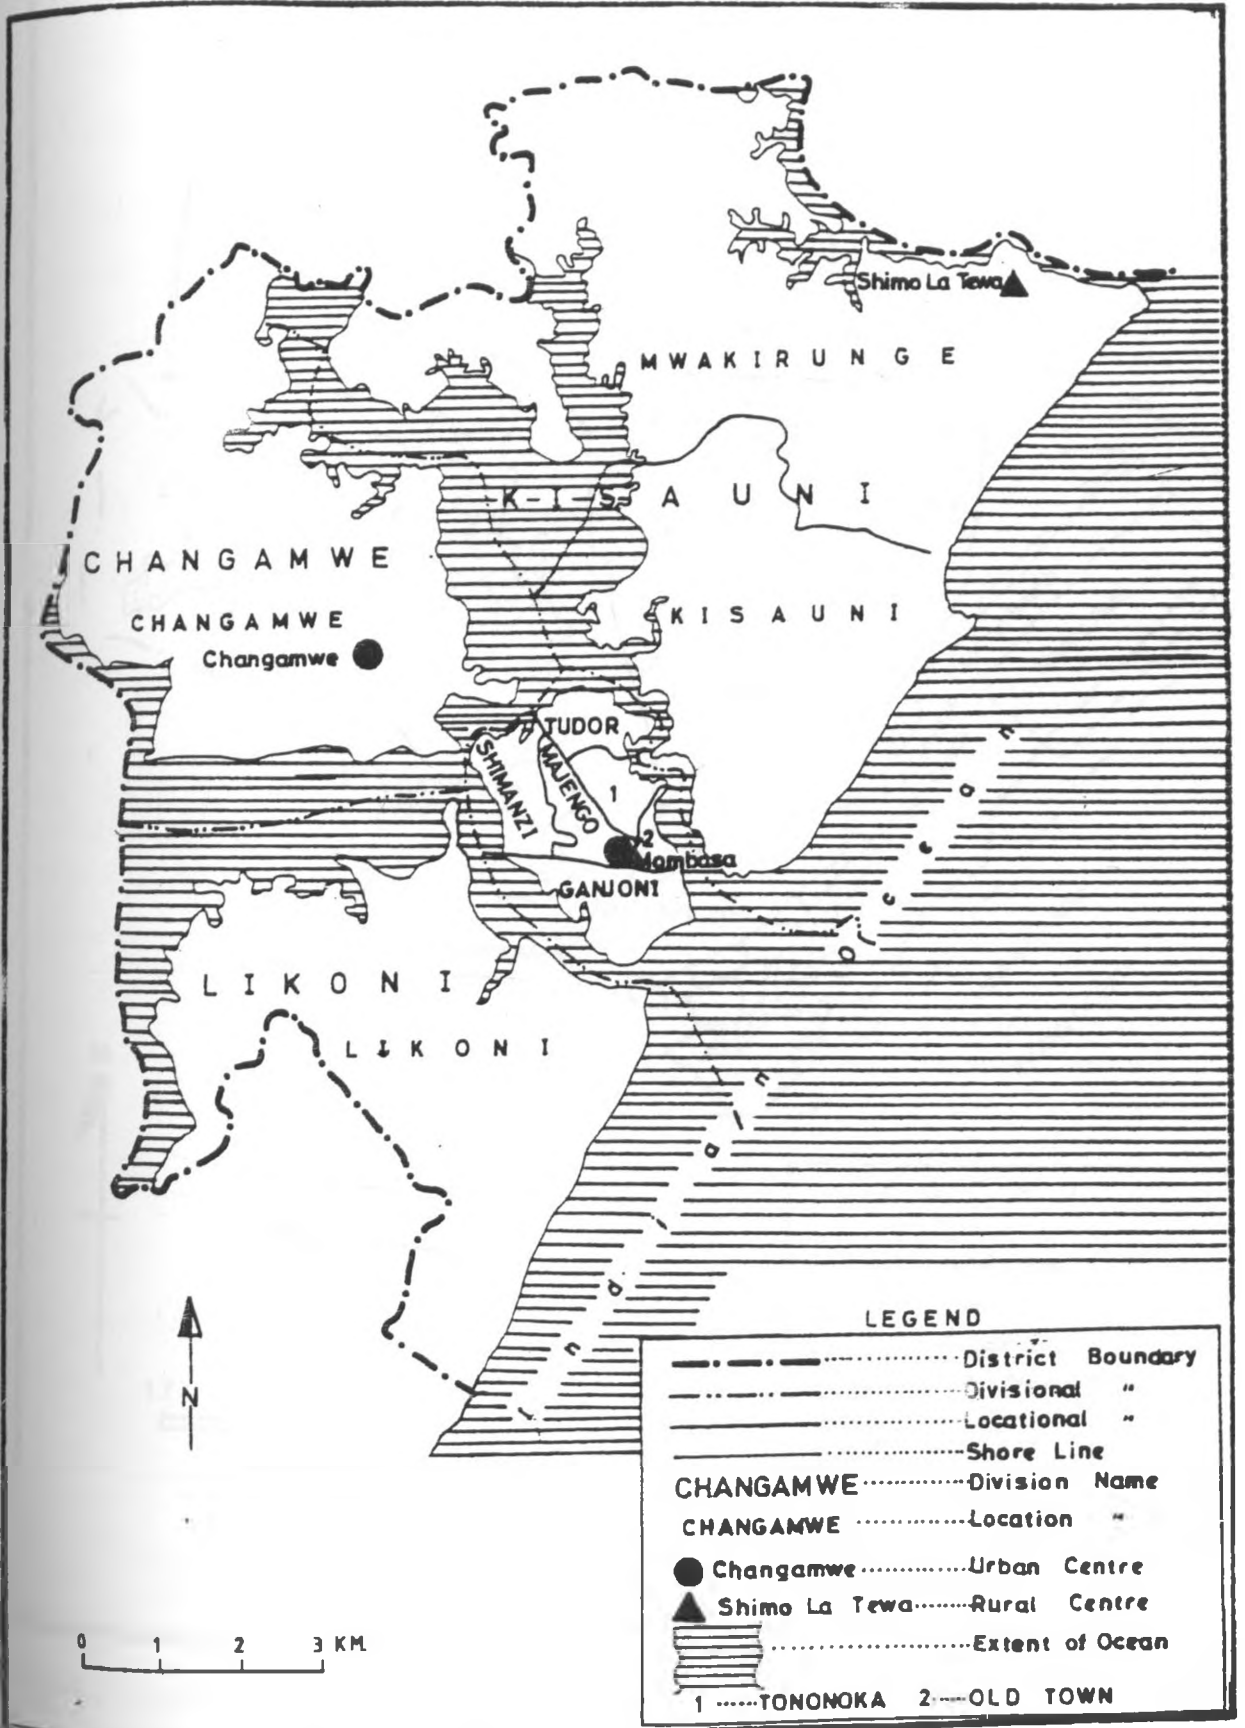 Shimo La Tewa
MWAKIRUNGE
KISAUNI
CHANGAMWE
KISAUNI
CHANGAMWE
Changamwe
TUDOR
SHIMANZI
MAJENGO
1
2
Mombasa
GANJONI
Indian Ocean
LIKONI
LIKONI
N
0 1 2 3 KM
LEGEND
District Boundary
Divisional "
Locational "
Shore Line
CHANGAMWE Division Name
CHANGAMWE Location "
Changamwe Urban Centre
Shimo La Tewa Rural Centre
Extent of Ocean
1 TONONOKA 2 OLD TOWN